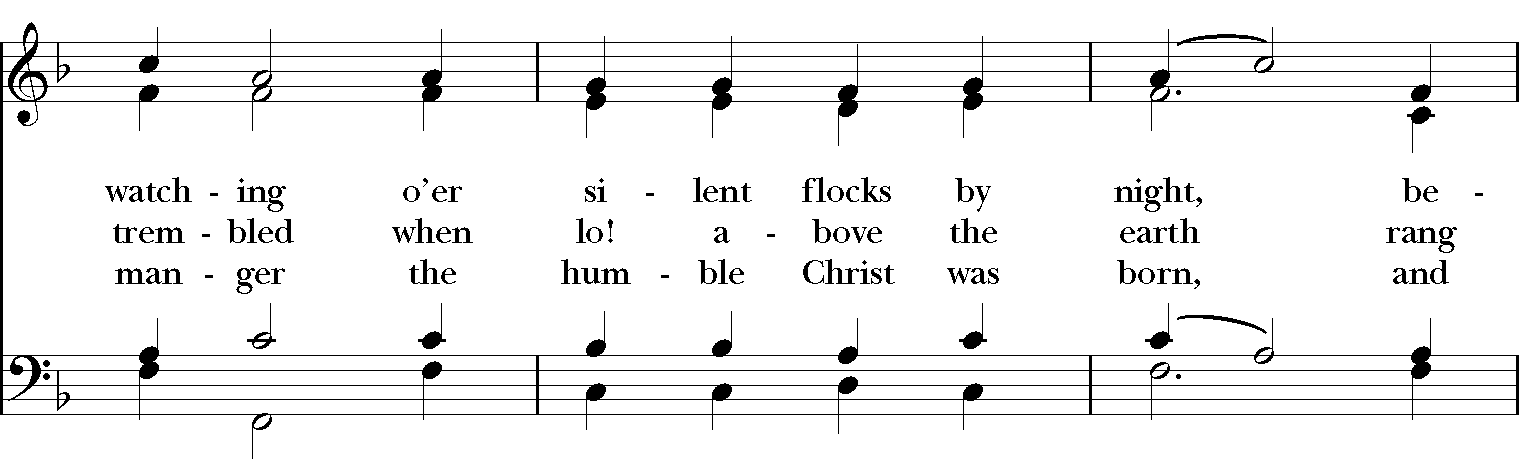 watch - ing o’er si - lent flocks by night, be -
trem - bled when lo! a - bove the earth rang
man - ger the hum - ble Christ was born, and